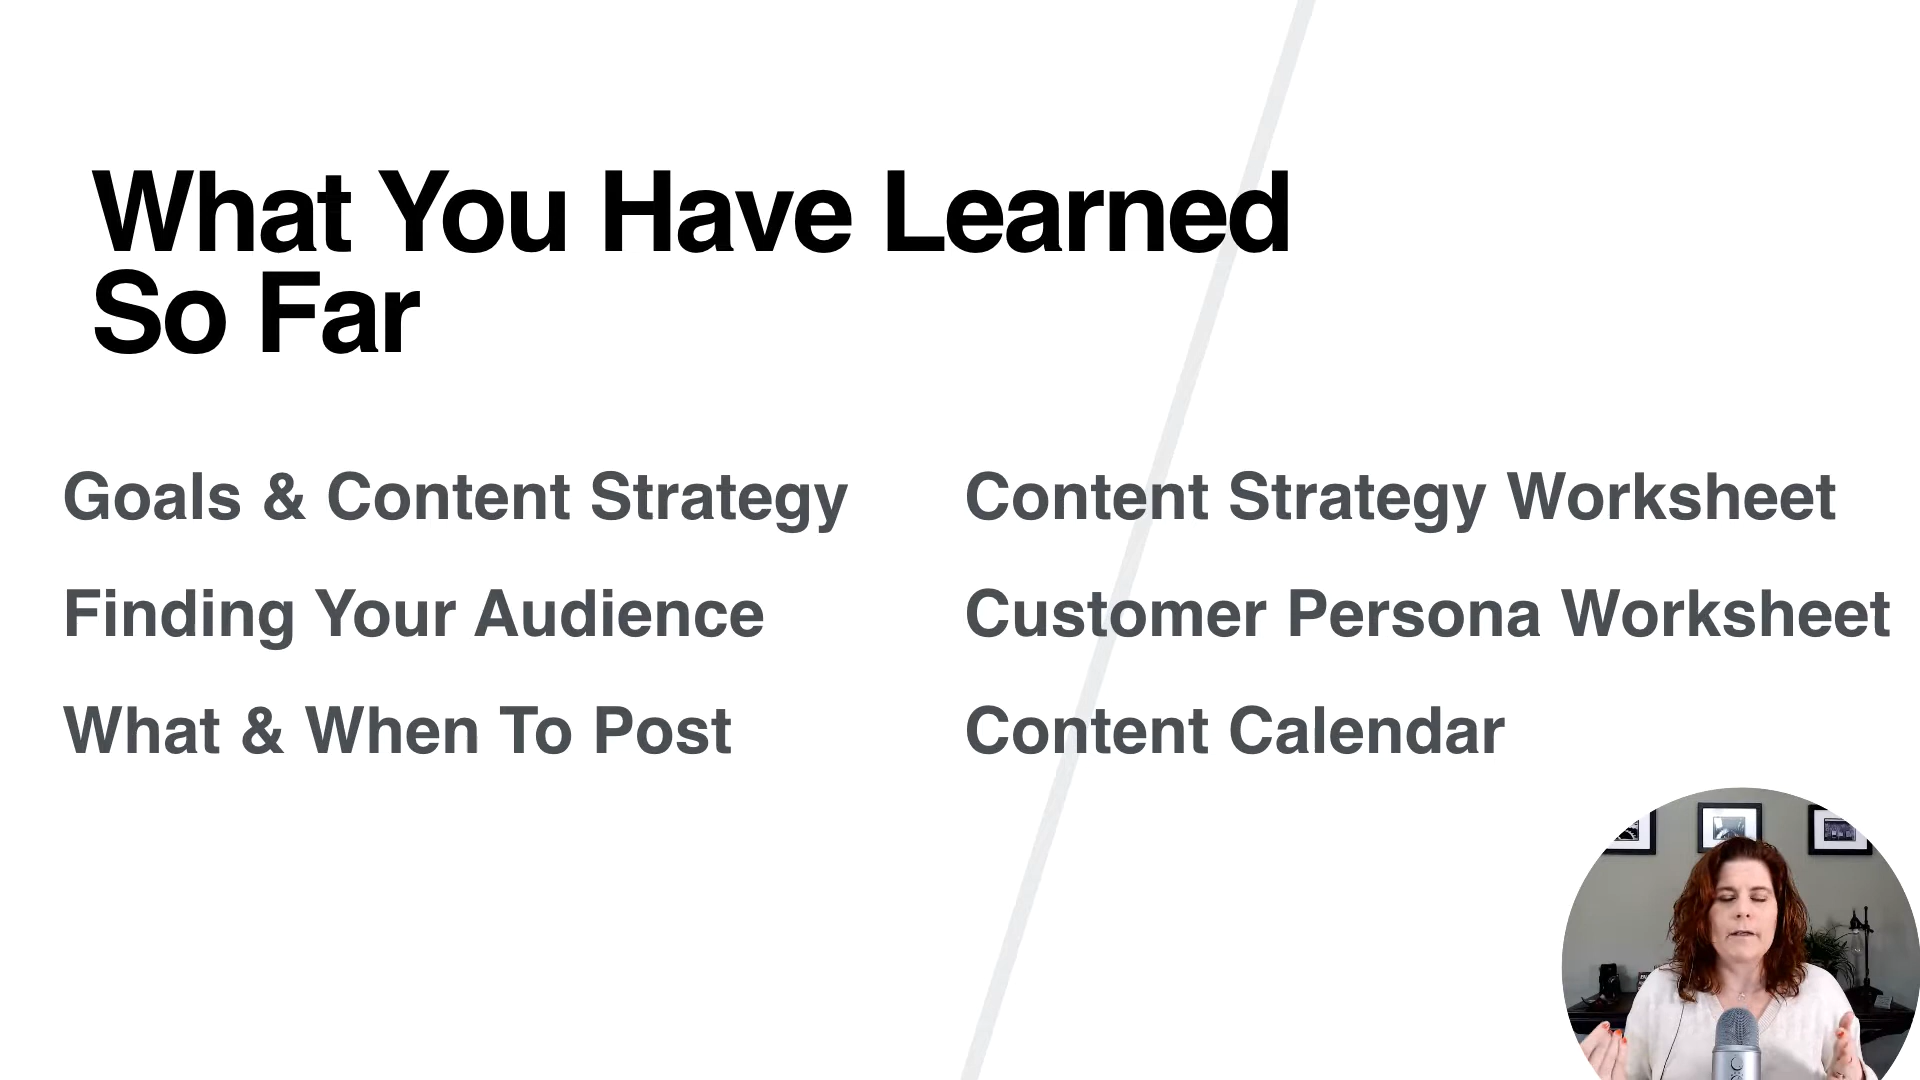 What You Have Learned
So Far
Goals & Content Strategy
Finding Your Audience
What & When To Post
Content Strategy Worksheet
Customer Persona Worksheet
Content Calendar